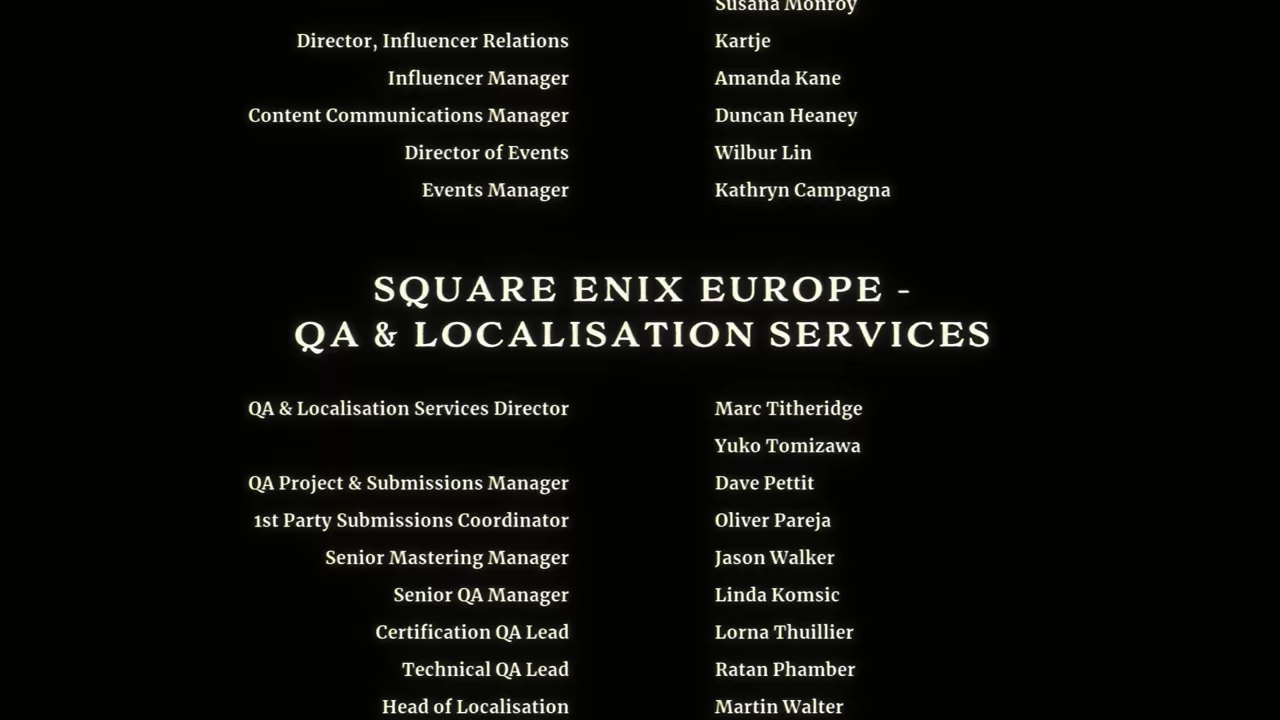 Susana Monroy
Director, Influencer Relations Kartje
Influencer Manager Amanda Kane
Content Communications Manager Duncan Heaney
Director of Events Wilbur Lin
Events Manager Kathryn Campagna
SQUARE ENIX EUROPE -
QA & LOCALISATION SERVICES
QA & Localisation Services Director Marc Titheridge
Yuko Tomizawa
QA Project & Submissions Manager Dave Pettit
1st Party Submissions Coordinator Oliver Pareja
Senior Mastering Manager Jason Walker
Senior QA Manager Linda Komsic
Certification QA Lead Lorna Thuillier
Technical QA Lead Ratan Phamber
Head of Localisation Martin Walter